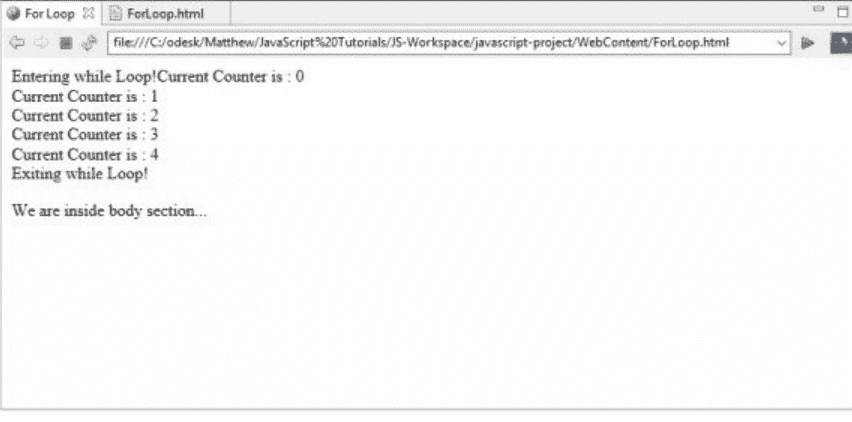 For Loop
ForLoop.html
file:///C:/odesk/Matthew/JavaScript%20Tutorials/JS-Workspace/javascript-project/WebContent/ForLoop.html
Entering while Loop!Current Counter is : 0
Current Counter is : 1
Current Counter is : 2
Current Counter is : 3
Current Counter is : 4
Exiting while Loop!
We are inside body section...